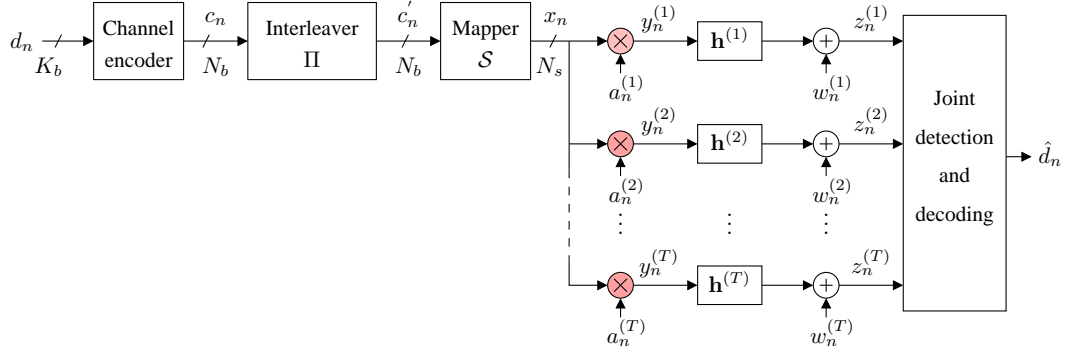 d_n
K_b
Channel
encoder
c_n
N_b
Interleaver
Π
c_n^'
N_b
Mapper
𝒮
x_n
N_s
×
a_n^(1)
y_n^(1)
h^(1)
+
w_n^(1)
z_n^(1)
×
a_n^(2)
y_n^(2)
h^(2)
+
w_n^(2)
z_n^(2)
⋮ ⋮ ⋮
×
a_n^(T)
y_n^(T)
h^(T)
+
w_n^(T)
z_n^(T)
Joint
detection
and
decoding
d̂_n